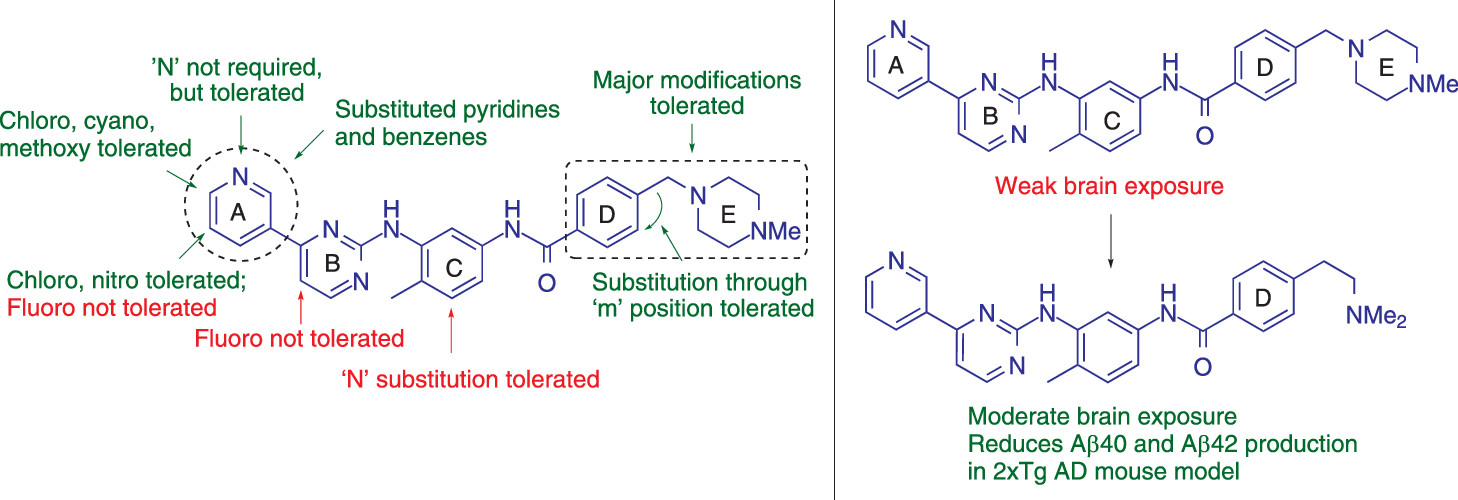 'N' not required,
but tolerated
Chloro, cyano,
methoxy tolerated
Substituted pyridines
and benzenes
Major modifications
tolerated
N
A
N
B
N
H
N
C
H
N
O
D
N
E
NMe
Chloro, nitro tolerated;
Fluoro not tolerated
Fluoro not tolerated
'N' substitution tolerated
Substitution through
'm' position tolerated
N
A
N
B
N
H
N
C
H
N
O
D
N
E
NMe
Weak brain exposure
N
N
N
H
N
H
N
O
D
NMe2
Moderate brain exposure
Reduces Aβ40 and Aβ42 production
in 2xTg AD mouse model